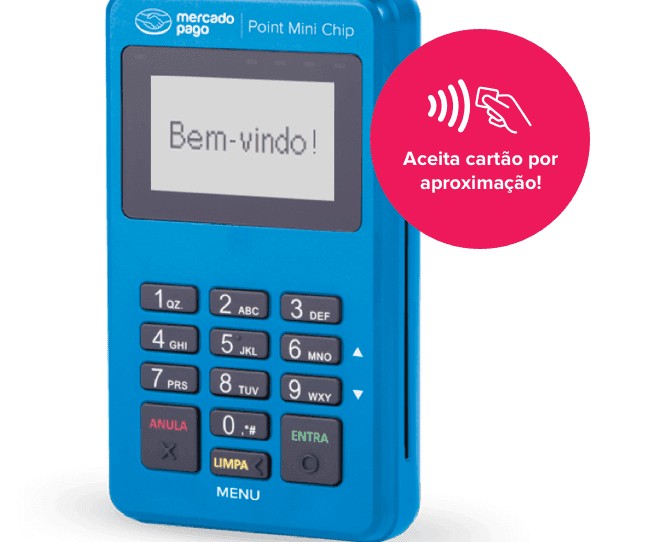 mercado
pago
Point Mini Chip
Bem-vindo!
Aceita cartão por
aproximação!
1 QZ.
2 ABC
3 DEF
4 GHI
5 JKL
6 MNO
7 PRS
8 TUV
9 WXY
ANULA
0 .*#
ENTRA
LIMPA
MENU